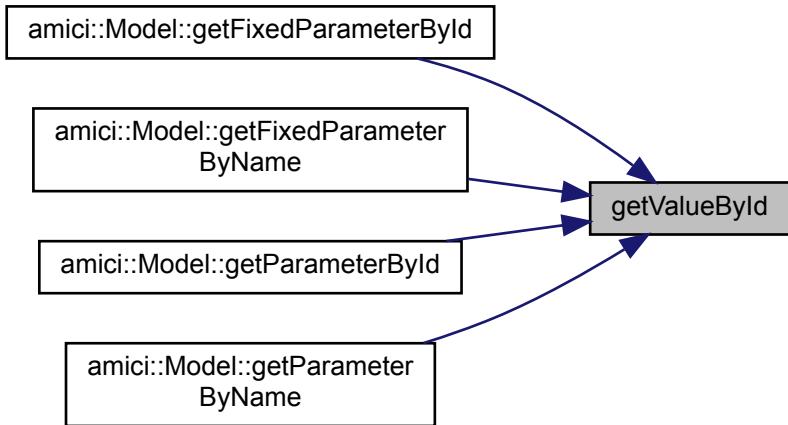 amici::Model::getFixedParameterById
amici::Model::getFixedParameter
ByName
getValueById
amici::Model::getParameterById
amici::Model::getParameter
ByName